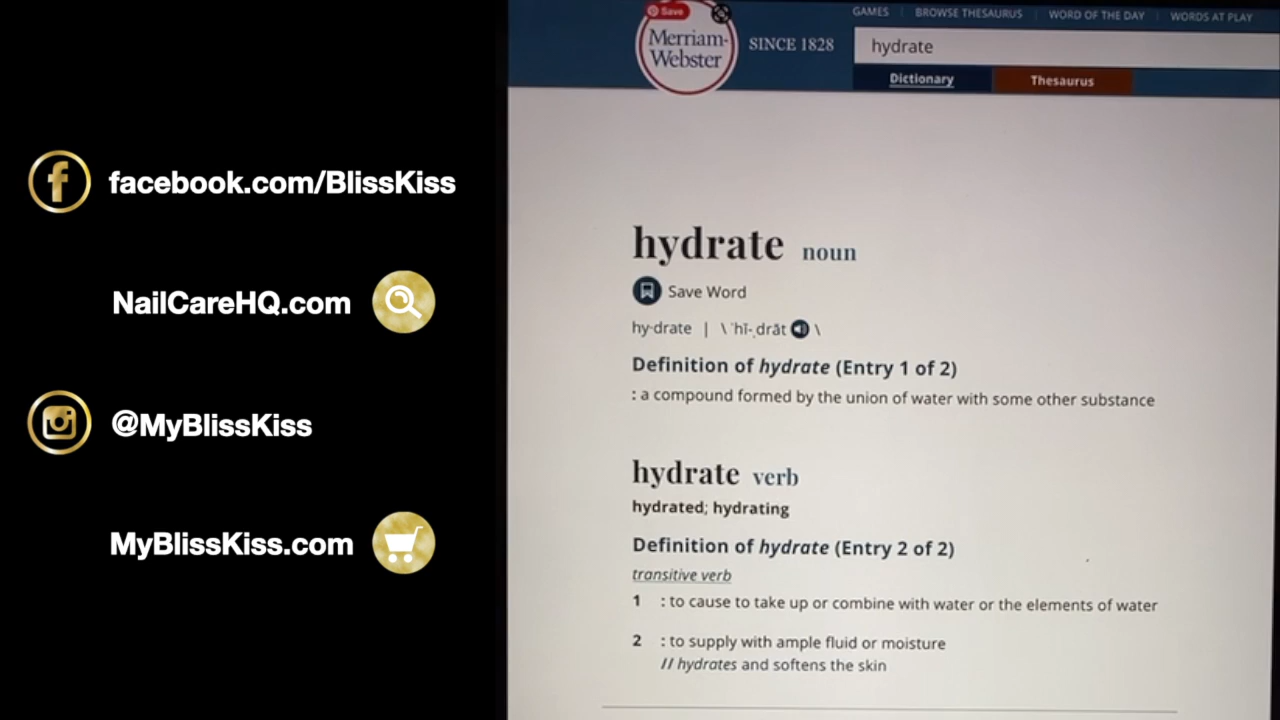 facebook.com/BlissKiss
NailCareHQ.com
@MyBlissKiss
MyBlissKiss.com
Save
Merriam-
Webster
SINCE 1828
GAMES | BROWSE THESAURUS | WORD OF THE DAY | WORDS AT PLAY
hydrate
Dictionary
Thesaurus
hydrate noun
Save Word
hy·​drate | \ ˈhī-ˌdrāt \
Definition of hydrate (Entry 1 of 2)
: a compound formed by the union of water with some other substance
hydrate verb
hydrated; hydrating
Definition of hydrate (Entry 2 of 2)
transitive verb
1 : to cause to take up or combine with water or the elements of water
2 : to supply with ample fluid or moisture
// hydrates and softens the skin